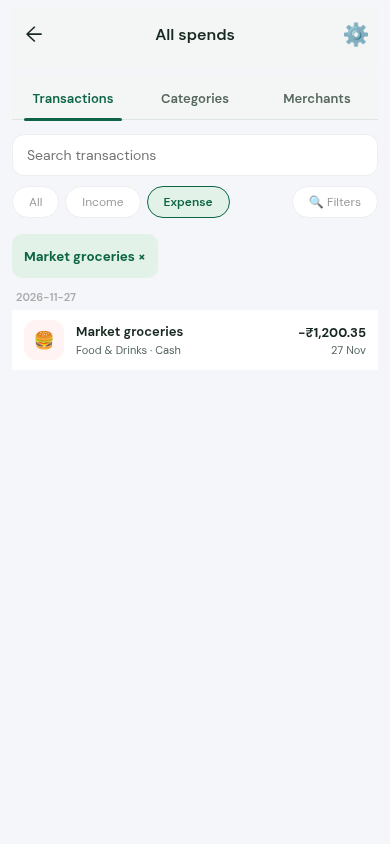 All spends
Transactions Categories Merchants
Search transactions
All Income Expense Filters
Market groceries ×
2026-11-27
Market groceries -₹1,200.35
Food & Drinks · Cash 27 Nov